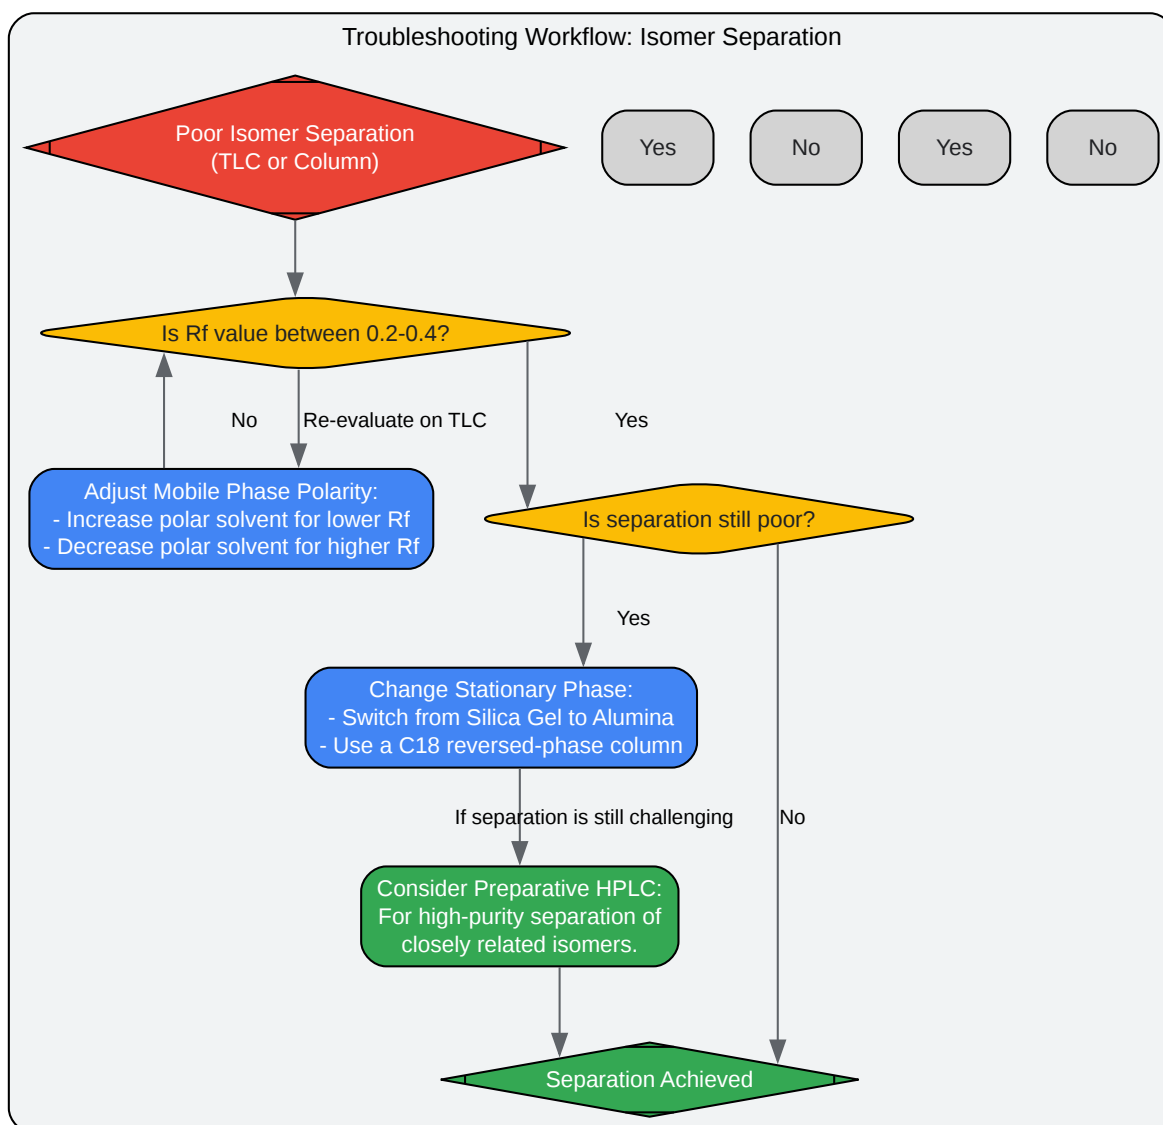 Troubleshooting Workflow: Isomer Separation
Poor Isomer Separation
(TLC or Column)
Yes
No
Yes
No
Is Rf value between 0.2-0.4?
No
Re-evaluate on TLC
Yes
Adjust Mobile Phase Polarity:
- Increase polar solvent for lower Rf
- Decrease polar solvent for higher Rf
Is separation still poor?
Yes
Change Stationary Phase:
- Switch from Silica Gel to Alumina
- Use a C18 reversed-phase column
If separation is still challenging
No
Consider Preparative HPLC:
For high-purity separation of
closely related isomers.
Separation Achieved